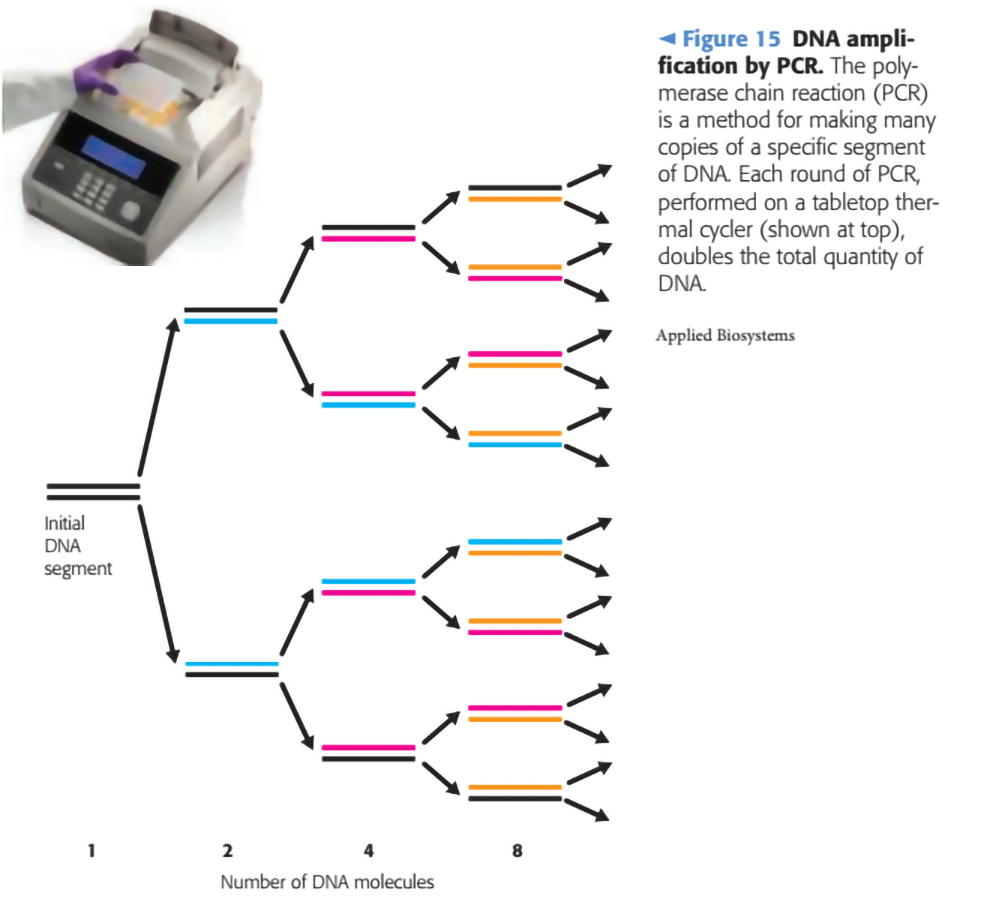 ◄ Figure 15 DNA ampli-
fication by PCR. The poly-
merase chain reaction (PCR)
is a method for making many
copies of a specific segment
of DNA. Each round of PCR,
performed on a tabletop ther-
mal cycler (shown at top),
doubles the total quantity of
DNA.
Applied Biosystems
Initial
DNA
segment
1 2 4 8
Number of DNA molecules